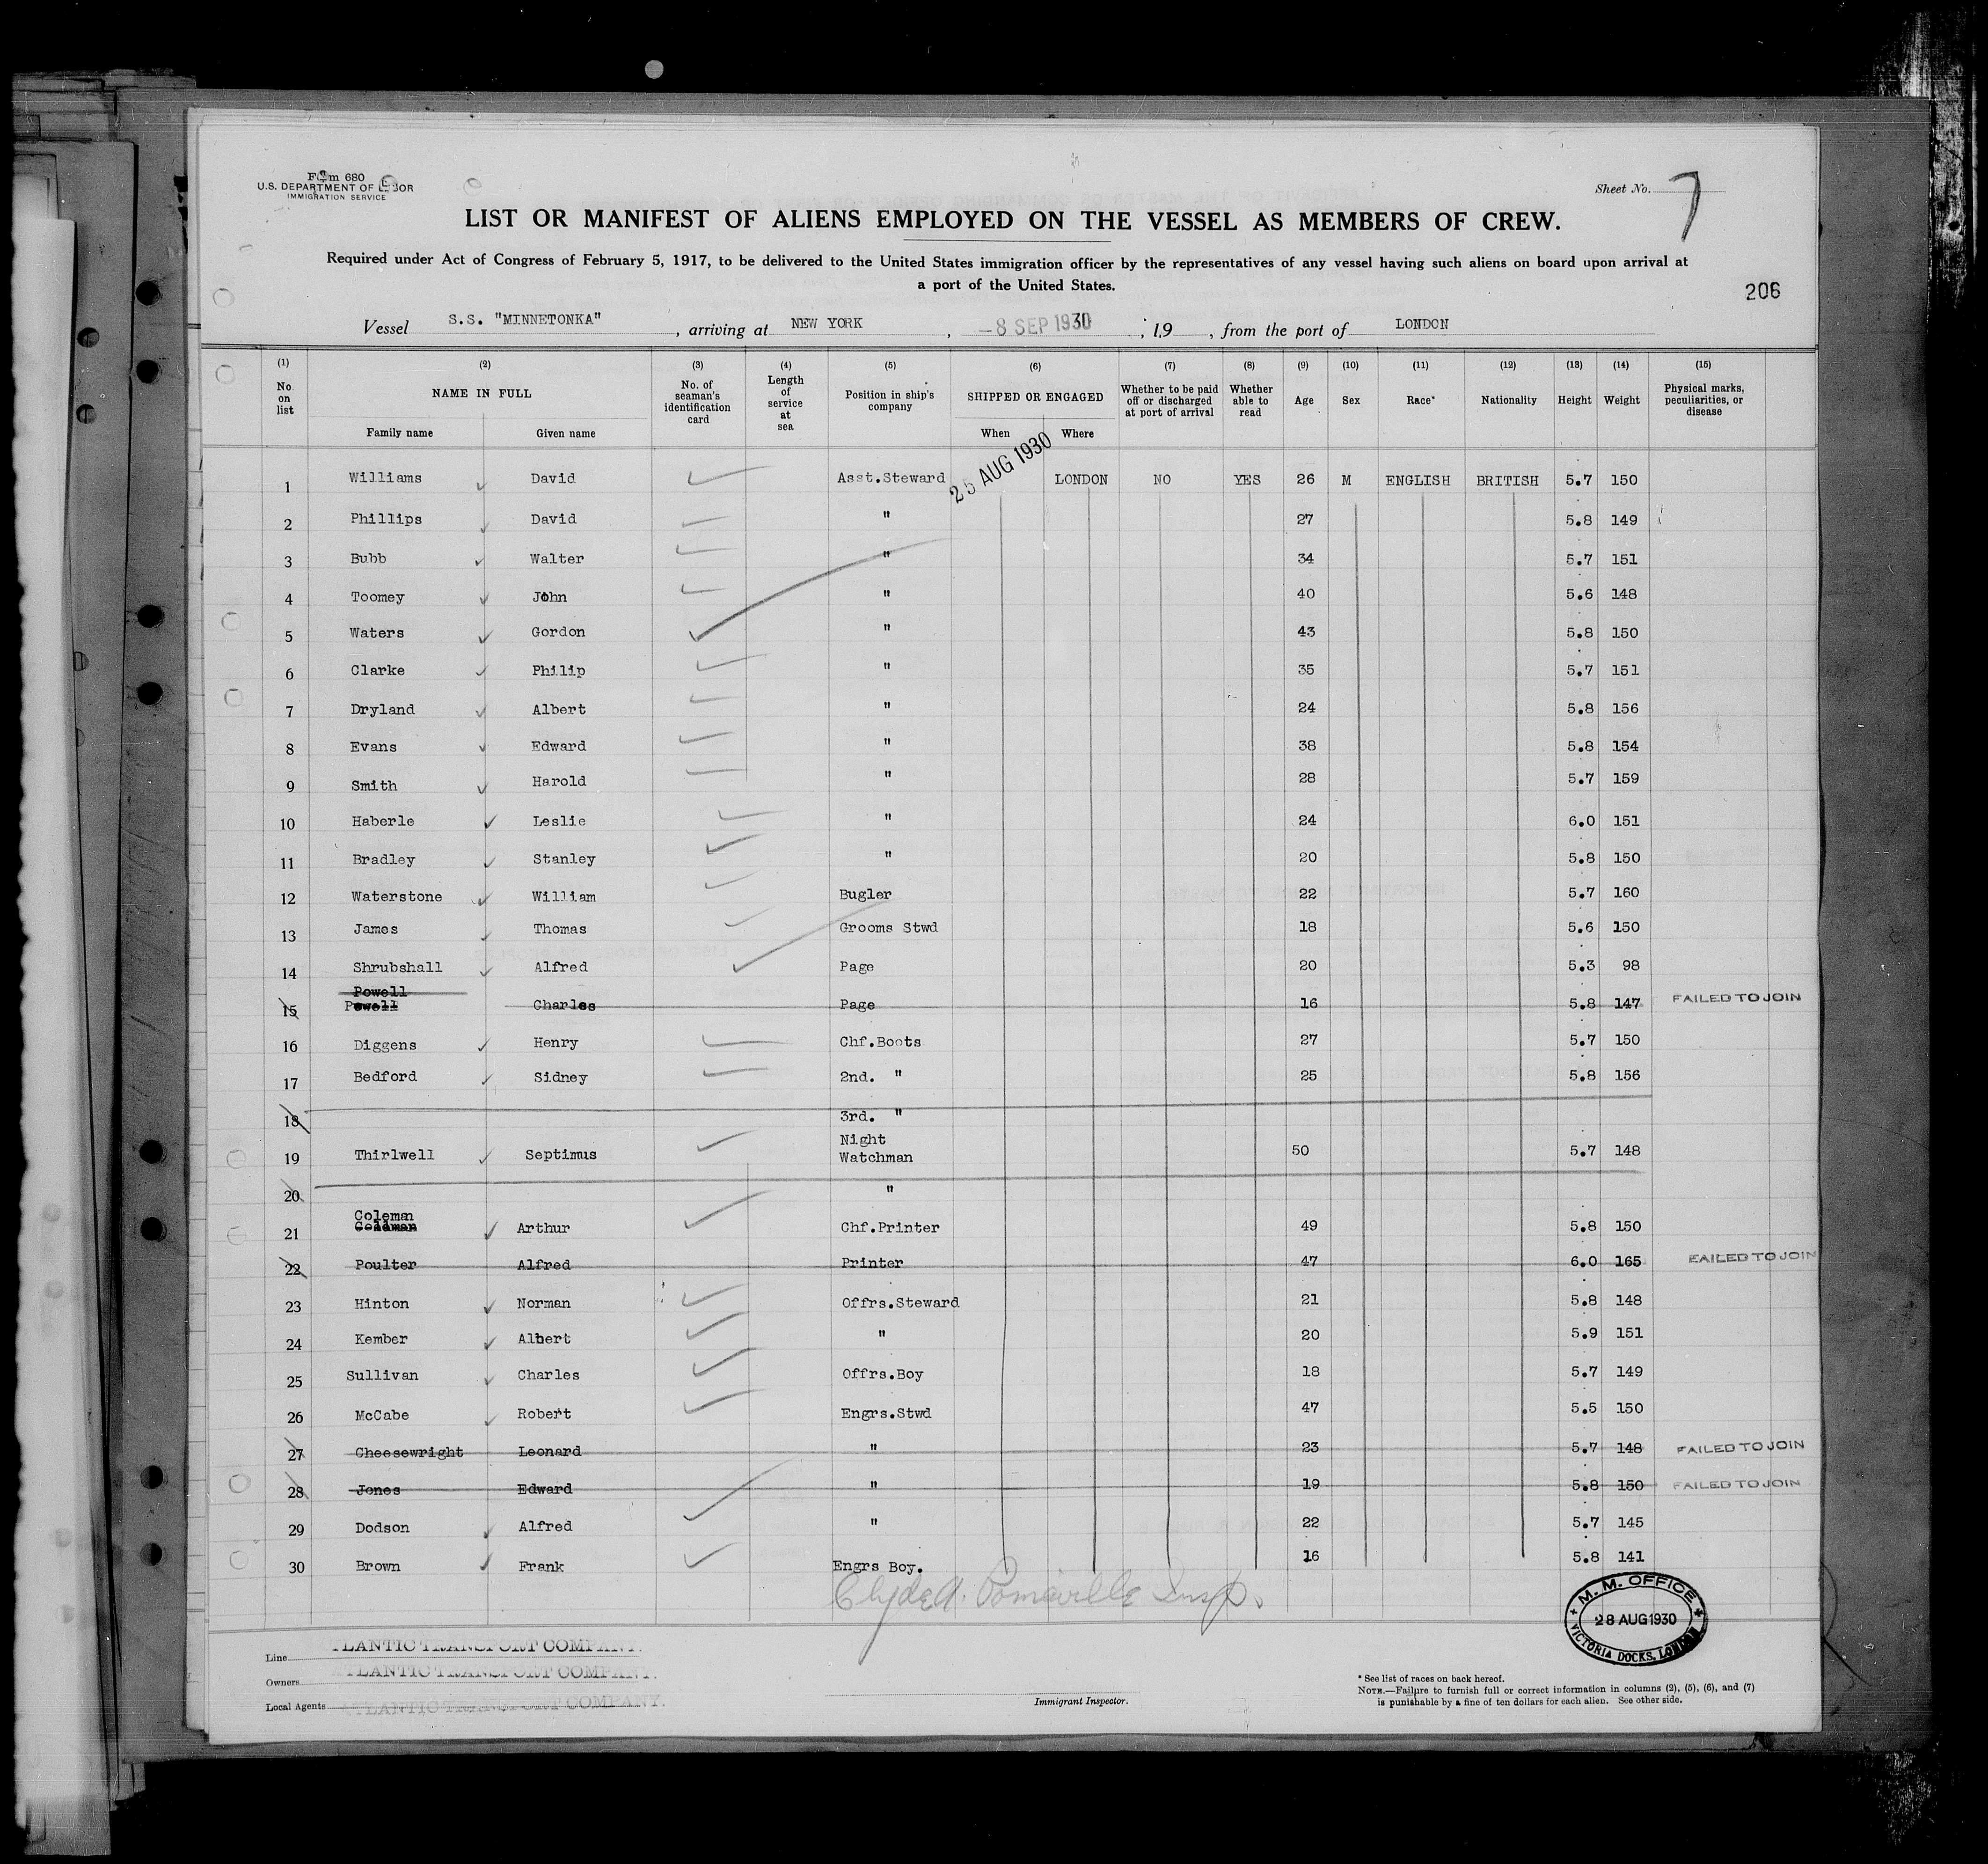 Form 680
U.S. DEPARTMENT OF LABOR
IMMIGRATION SERVICE
Sheet No. 7
LIST OR MANIFEST OF ALIENS EMPLOYED ON THE VESSEL AS MEMBERS OF CREW.
Required under Act of Congress of February 5, 1917, to be delivered to the United States immigration officer by the representatives of any vessel having such aliens on board upon arrival at
a port of the United States.
206
Vessel S.S. "MINNETONKA", arriving at NEW YORK, -8 SEP 1930, 19 , from the port of LONDON
(1) (2) (3) (4) (5) (6) (7) (8) (9) (10) (11) (12) (13) (14) (15)
No. on list NAME IN FULL Family name Given name No. of seaman's identification card Length of service at sea Position in ship's company SHIPPED OR ENGAGED When Where Whether to be paid off or discharged at port of arrival Whether able to read Age Sex Race* Nationality Height Weight Physical marks, peculiarities, or disease
1 Williams David Asst.Steward 25 AUG 1930 LONDON NO YES 26 M ENGLISH BRITISH 5.7 150
2 Phillips David " 27 5.8 149
3 Bubb Walter " 34 5.7 151
4 Toomey John " 40 5.6 148
5 Waters Gordon " 43 5.8 150
6 Clarke Philip " 35 5.7 151
7 Dryland Albert " 24 5.8 156
8 Evans Edward " 38 5.8 154
9 Smith Harold " 28 5.7 159
10 Haberle Leslie " 24 6.0 151
11 Bradley Stanley " 20 5.8 150
12 Waterstone William Bugler 22 5.7 160
13 James Thomas Grooms Stwd 18 5.6 150
14 Shrubshall Alfred Page 20 5.3 98
Powell
15 Powell Charles Page 16 5.8 147 FAILED TO JOIN
16 Diggens Henry Chf.Boots 27 5.7 150
17 Bedford Sidney 2nd. " 25 5.8 156
18 3rd. "
19 Thirlwell Septimus Night Watchman 50 5.7 148
20 "
Coleman
21 Goldman Arthur Chf.Printer 49 5.8 150
22 Poulter Alfred Printer 47 6.0 165 FAILED TO JOIN
23 Hinton Norman Offrs.Steward 21 5.8 148
24 Kember Albert " 20 5.9 151
25 Sullivan Charles Offrs.Boy 18 5.7 149
26 McCabe Robert Engrs.Stwd 47 5.5 150
27 Cheesewright Leonard " 23 5.7 148 FAILED TO JOIN
28 Jones Edward " 19 5.8 150 FAILED TO JOIN
29 Dodson Alfred " 22 5.7 145
30 Brown Frank Engrs Boy. 16 5.8 141
Clyde A. Insp.
M. M. OFFICE
28 AUG 1930
VICTORIA DOCKS, LONDON
Line ATLANTIC TRANSPORT COMPANY.
Owners ATLANTIC TRANSPORT COMPANY.
Local Agents ATLANTIC TRANSPORT COMPANY.
Immigrant Inspector.
* See list of races on back hereof.
NOTE.—Failure to furnish full or correct information in columns (2), (5), (6), and (7)
is punishable by a fine of ten dollars for each alien. See other side.